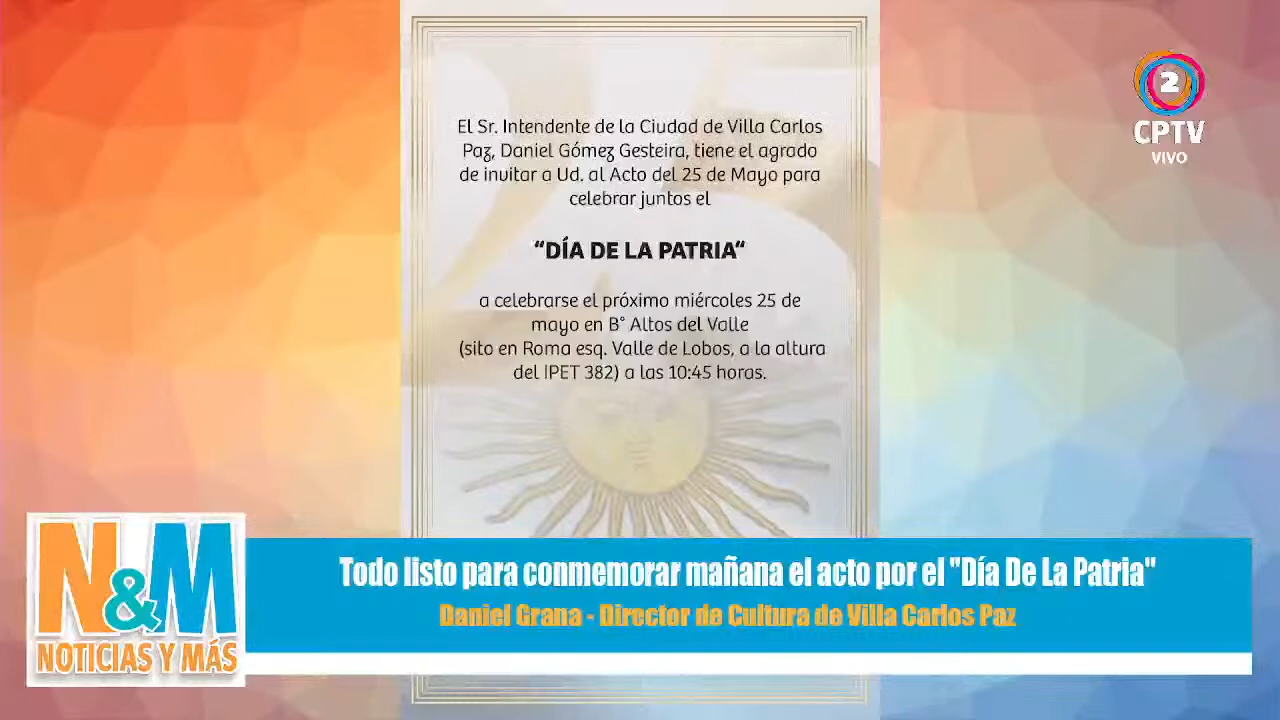 El Sr. Intendente de la Ciudad de Villa Carlos
Paz, Daniel Gómez Gesteira, tiene el agrado
de invitar a Ud. al Acto del 25 de Mayo para
celebrar juntos el
“DÍA DE LA PATRIA“
a celebrarse el próximo miércoles 25 de
mayo en B° Altos del Valle
(sito en Roma esq. Valle de Lobos, a la altura
del IPET 382) a las 10:45 horas.
2
CPTV
VIVO
N&M
NOTICIAS Y MÁS
Todo listo para conmemorar mañana el acto por el "Día De La Patria"
Daniel Grana - Director de Cultura de Villa Carlos Paz